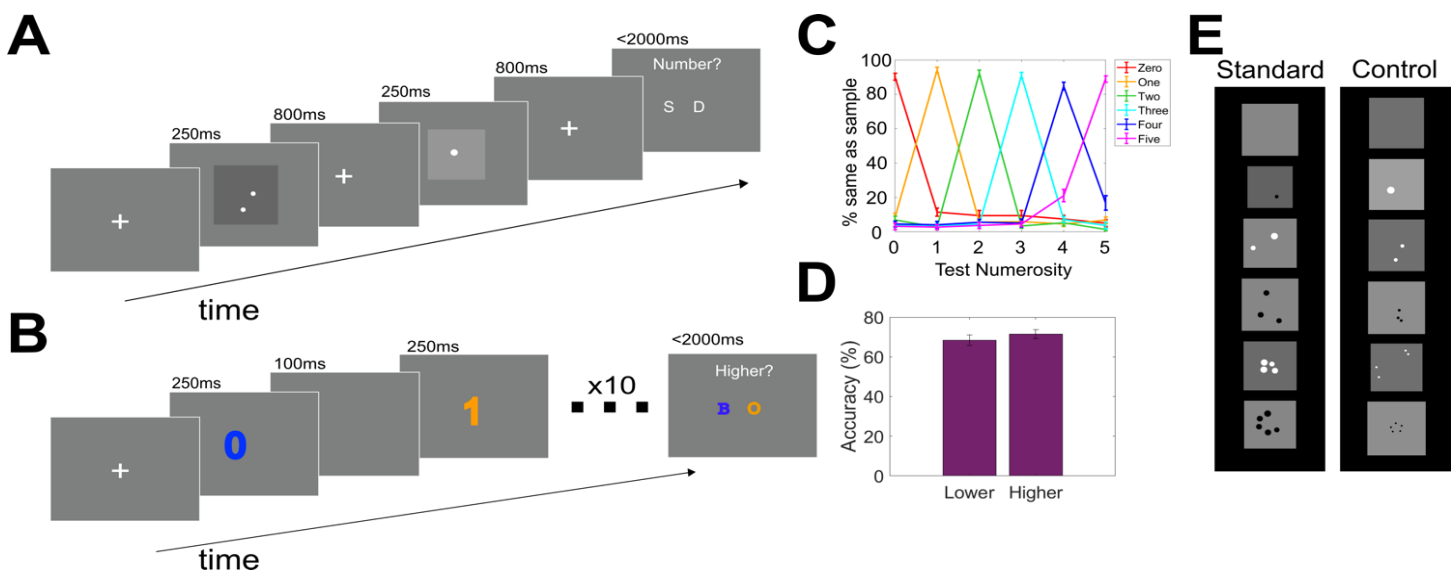 A
250ms
800ms
250ms
800ms
<2000ms
Number?
S D
time
B
250ms
0
100ms
250ms
1
x10
<2000ms
Higher?
B O
time
C
% same as sample
100
80
60
40
20
0
0 1 2 3 4 5
Test Numerosity
Zero
One
Two
Three
Four
Five
D
Accuracy (%)
80
60
40
20
0
Lower Higher
E
Standard Control